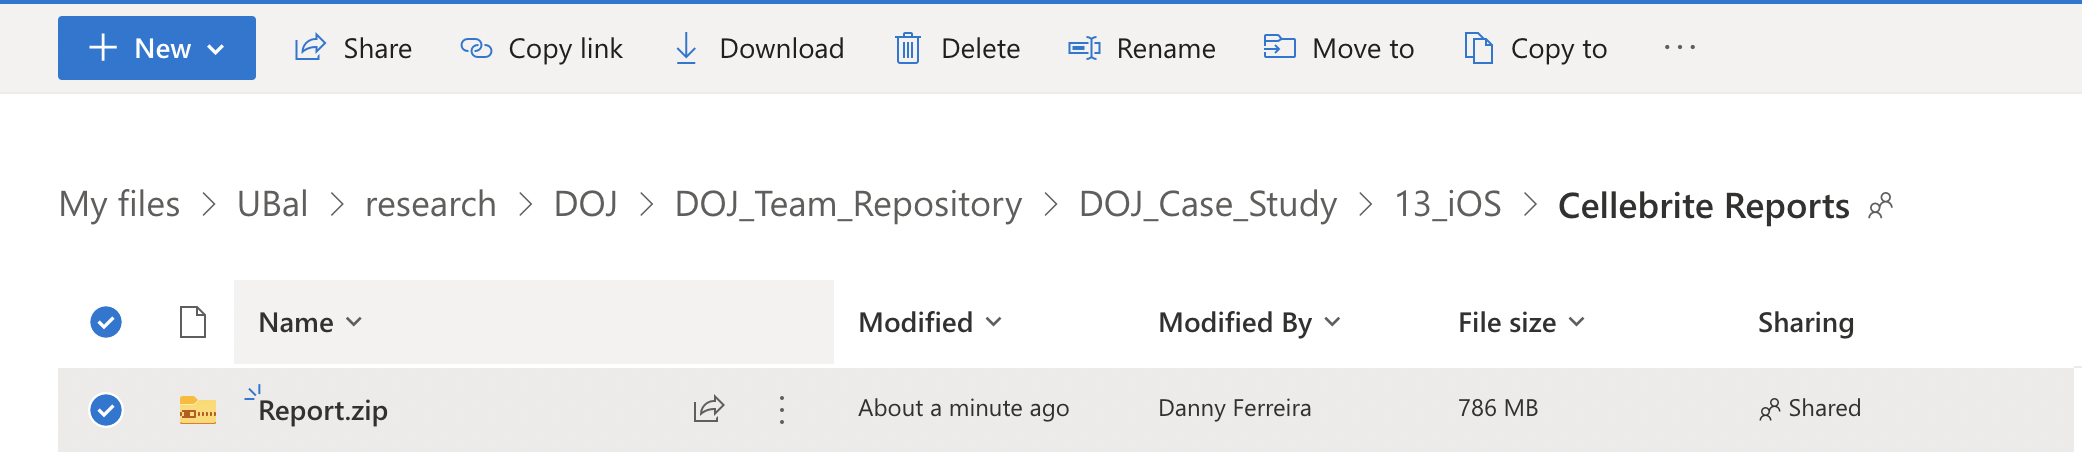 New Share Copy link Download Delete Rename Move to Copy to ...
My files > UBal > research > DOJ > DOJ_Team_Repository > DOJ_Case_Study > 13_iOS > Cellebrite Reports
Name Modified Modified By File size Sharing
Report.zip About a minute ago Danny Ferreira 786 MB Shared